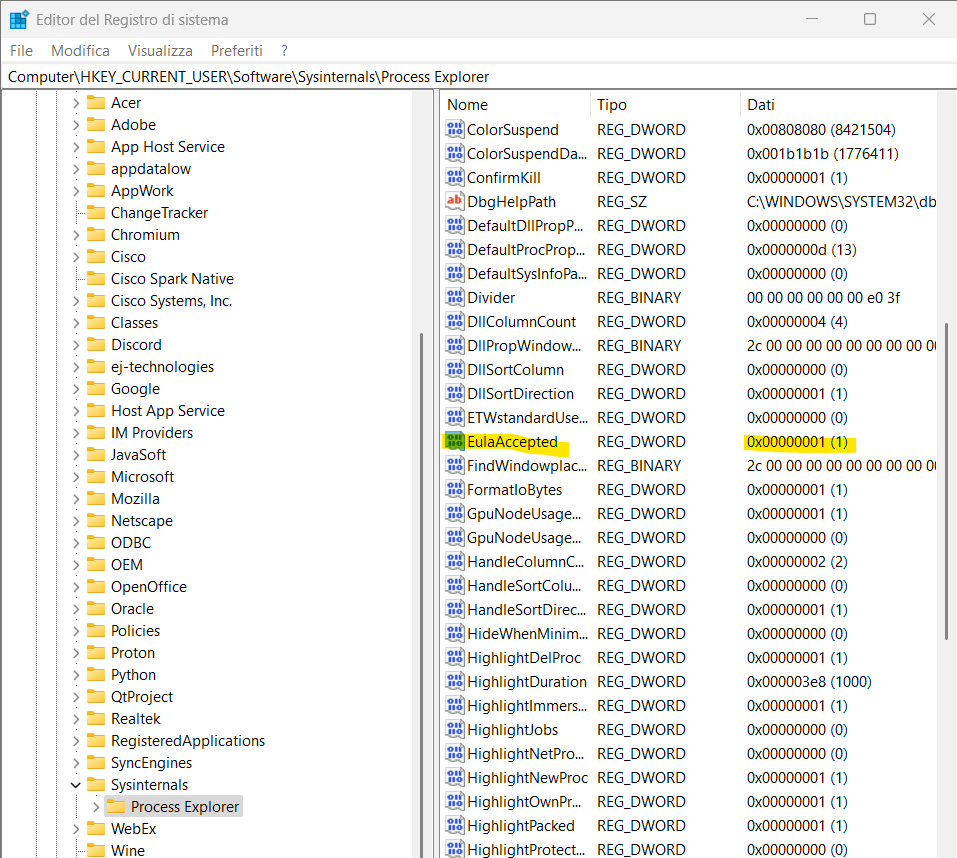 Editor del Registro di sistema
File Modifica Visualizza Preferiti ?
Computer\HKEY_CURRENT_USER\Software\Sysinternals\Process Explorer
Acer
Adobe
App Host Service
appdatalow
AppWork
ChangeTracker
Chromium
Cisco
Cisco Spark Native
Cisco Systems, Inc.
Classes
Discord
ej-technologies
Google
Host App Service
IM Providers
JavaSoft
Microsoft
Mozilla
Netscape
ODBC
OEM
OpenOffice
Oracle
Policies
Proton
Python
QtProject
Realtek
RegisteredApplications
SyncEngines
Sysinternals
Process Explorer
WebEx
Wine
Nome Tipo Dati
ColorSuspend REG_DWORD 0x00808080 (8421504)
ColorSuspendDa... REG_DWORD 0x001b1b1b (1776411)
ConfirmKill REG_DWORD 0x00000001 (1)
DbgHelpPath REG_SZ C:\WINDOWS\SYSTEM32\db
DefaultDllPropP... REG_DWORD 0x00000000 (0)
DefaultProcProp... REG_DWORD 0x0000000d (13)
DefaultSysInfoPa... REG_DWORD 0x00000000 (0)
Divider REG_BINARY 00 00 00 00 00 00 e0 3f
DllColumnCount REG_DWORD 0x00000004 (4)
DllPropWindow... REG_BINARY 2c 00 00 00 00 00 00 00 00
DllSortColumn REG_DWORD 0x00000000 (0)
DllSortDirection REG_DWORD 0x00000001 (1)
ETWstandardUse... REG_DWORD 0x00000000 (0)
EulaAccepted REG_DWORD 0x00000001 (1)
FindWindowplac... REG_BINARY 2c 00 00 00 00 00 00 00 00
FormatIoBytes REG_DWORD 0x00000001 (1)
GpuNodeUsage... REG_DWORD 0x00000001 (1)
GpuNodeUsage... REG_DWORD 0x00000000 (0)
HandleColumnC... REG_DWORD 0x00000002 (2)
HandleSortColu... REG_DWORD 0x00000000 (0)
HandleSortDirec... REG_DWORD 0x00000001 (1)
HideWhenMinim... REG_DWORD 0x00000000 (0)
HighlightDelProc REG_DWORD 0x00000001 (1)
HighlightDuration REG_DWORD 0x000003e8 (1000)
HighlightImmers... REG_DWORD 0x00000001 (1)
HighlightJobs REG_DWORD 0x00000000 (0)
HighlightNetPro... REG_DWORD 0x00000000 (0)
HighlightNewProc REG_DWORD 0x00000001 (1)
HighlightOwnPr... REG_DWORD 0x00000001 (1)
HighlightPacked REG_DWORD 0x00000001 (1)
HighlightProtect... REG_DWORD 0x00000000 (0)